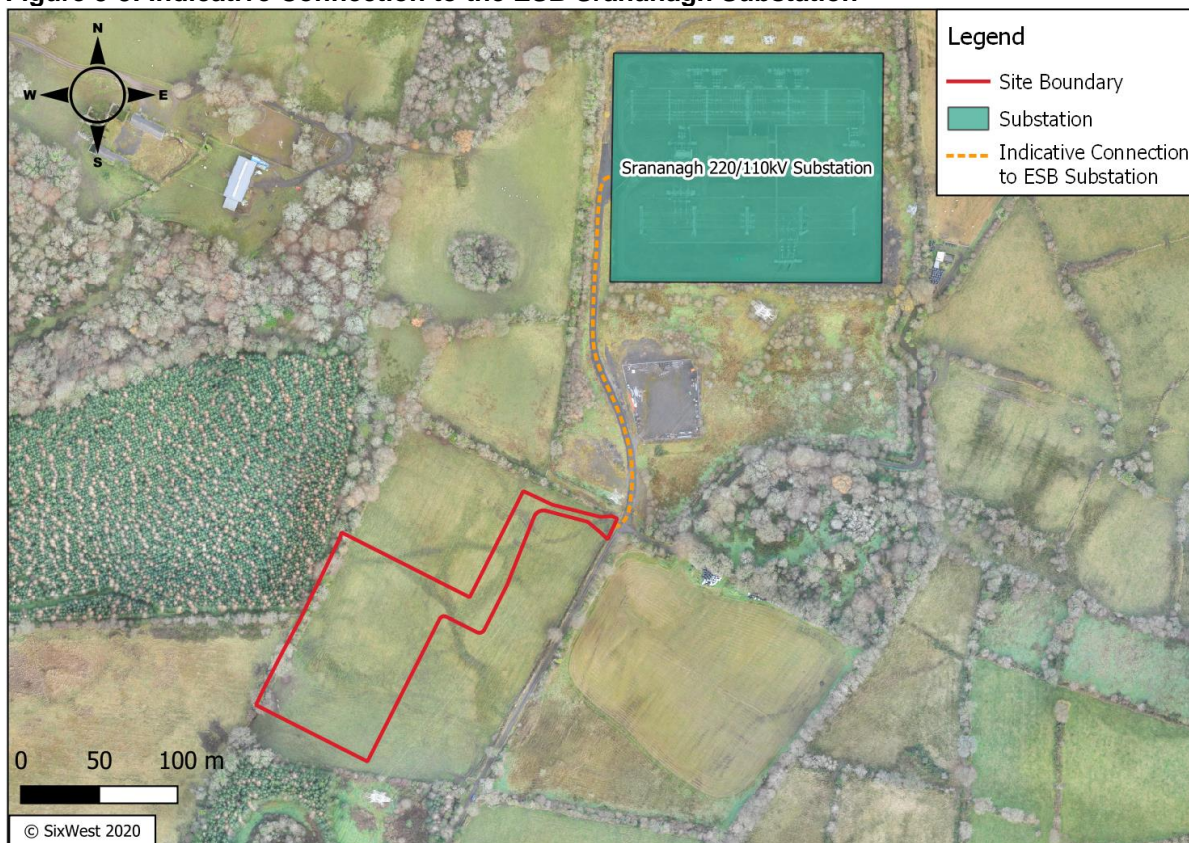 N
W E
S
Srananagh 220/110kV Substation
Legend
Site Boundary
Substation
Indicative Connection
to ESB Substation
0 50 100 m
© SixWest 2020